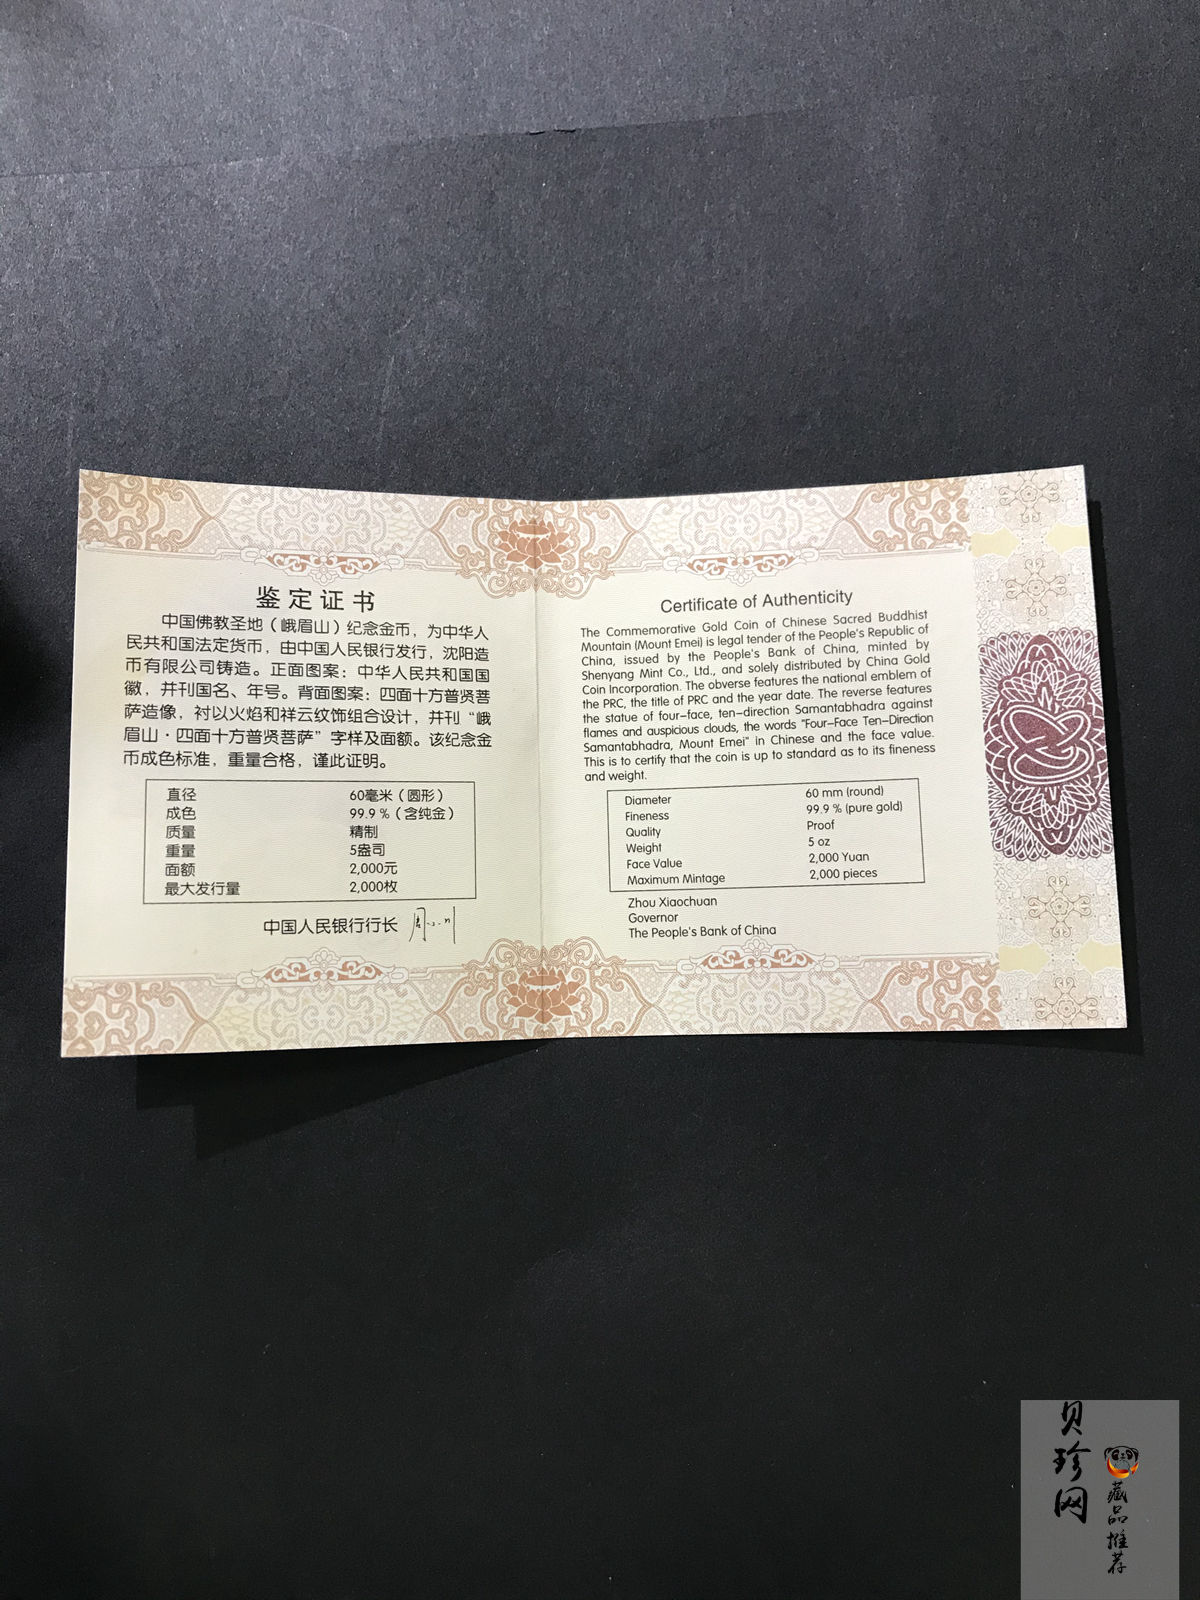 鉴定证书
中国佛教圣地（峨眉山）纪念金币，为中华人
民共和国法定货币，由中国人民银行发行，沈阳造
币有限公司铸造。正面图案：中华人民共和国国
徽，并刊国名、年号。背面图案：四面十方普贤菩
萨造像，衬以火焰和祥云纹饰组合设计，并刊“峨
眉山·四面十方普贤菩萨”字样及面额。该纪念金
币成色标准，重量合格，谨此证明。
直径 60毫米（圆形）
成色 99.9 %（含纯金）
质量 精制
重量 5盎司
面额 2,000元
最大发行量 2,000枚
中国人民银行行长
Certificate of Authenticity
The Commemorative Gold Coin of Chinese Sacred Buddhist
Mountain (Mount Emei) is legal tender of the People's Republic of
China, issued by the People's Bank of China, minted by
Shenyang Mint Co., Ltd., and solely distributed by China Gold
Coin Incorporation. The obverse features the national emblem of
the PRC, the title of PRC and the year date. The reverse features
the statue of four-face, ten-direction Samantabhadra against
flames and auspicious clouds, the words "Four-Face Ten-Direction
Samantabhadra, Mount Emei" in Chinese and the face value.
This is to certify that the coin is up to standard as to its fineness
and weight.
Diameter 60 mm (round)
Fineness 99.9 % (pure gold)
Quality Proof
Weight 5 oz
Face Value 2,000 Yuan
Maximum Mintage 2,000 pieces
Zhou Xiaochuan
Governor
The People's Bank of China
贝珍网
藏品推荐